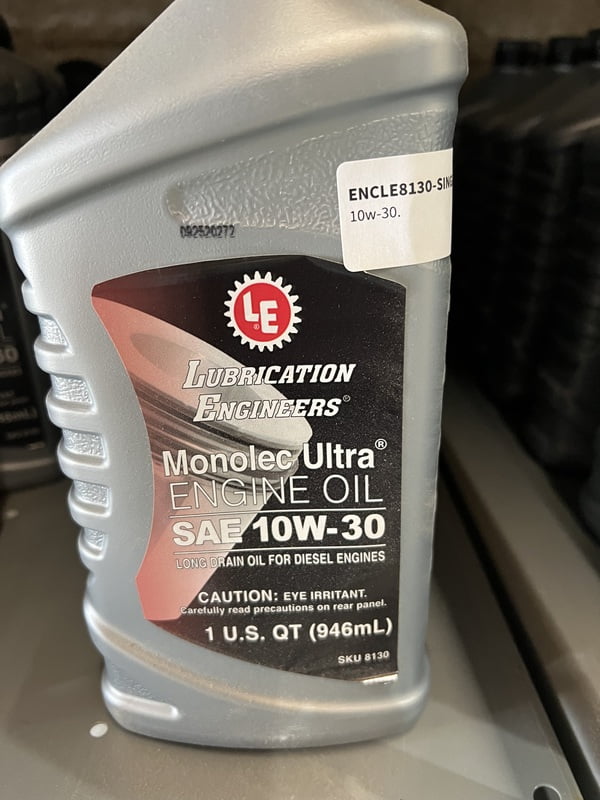 ENCLE8130-SING
10w-30.
092520272
LE
®
LUBRICATION
ENGINEERS®
Monolec Ultra®
ENGINE OIL
SAE 10W-30
LONG DRAIN OIL FOR DIESEL ENGINES
CAUTION: EYE IRRITANT.
Carefully read precautions on rear panel.
1 U.S. QT (946mL)
SKU 8130